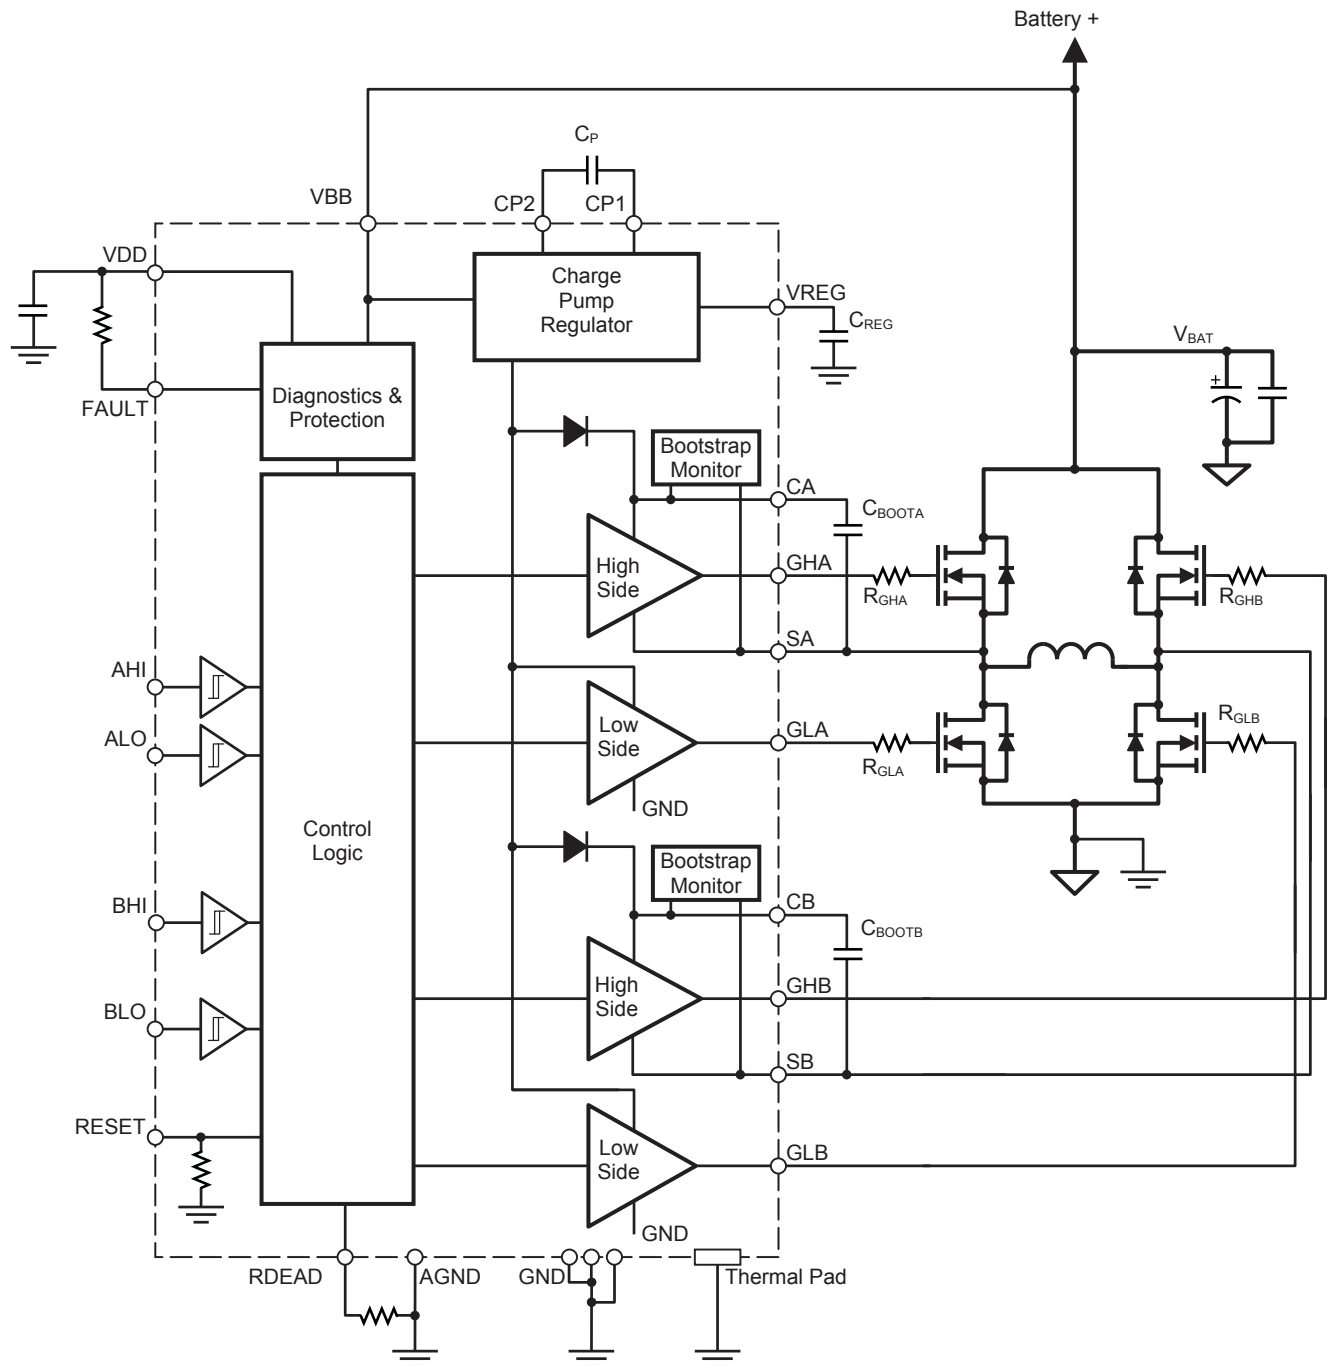 Battery +
CP
VBB
CP2
CP1
VDD
Charge
Pump
Regulator
VREG
CREG
VBAT
+
FAULT
Diagnostics &
Protection
Bootstrap
Monitor
CA
CBOOTA
High
Side
GHA
RGHA
RGHB
SA
AHI
ALO
Low
Side
GLA
RGLA
RGLB
GND
Control
Logic
Bootstrap
Monitor
BHI
CB
CBOOTB
High
Side
GHB
BLO
SB
RESET
Low
Side
GLB
GND
RDEAD
AGND
GND
Thermal Pad